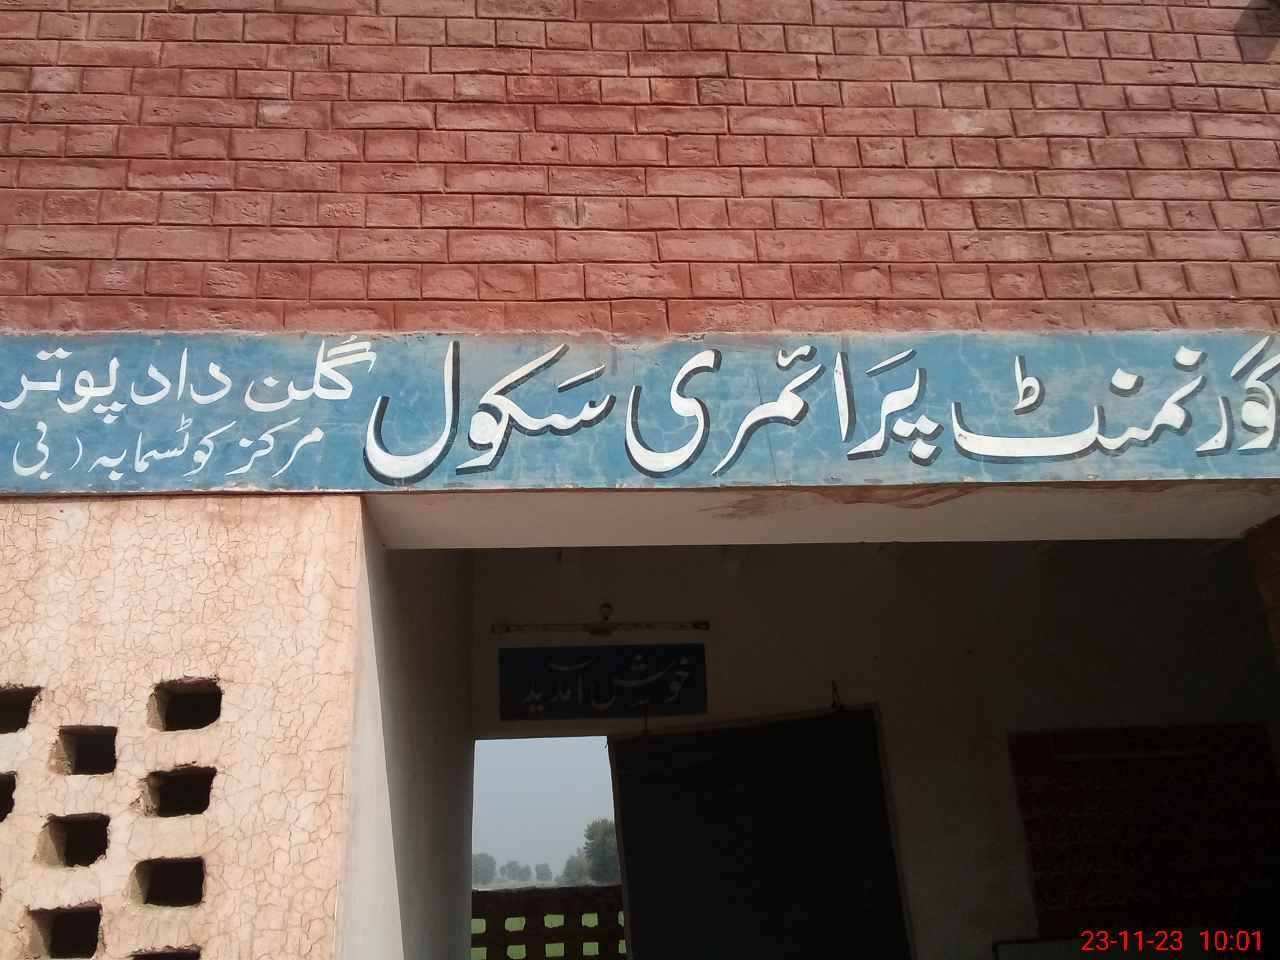 گورنمنٹ پرائمری سکول
گلن داد پوتر
مرکز کوٹسمابہ (بی
خوش آمدید
23-11-23 10:01